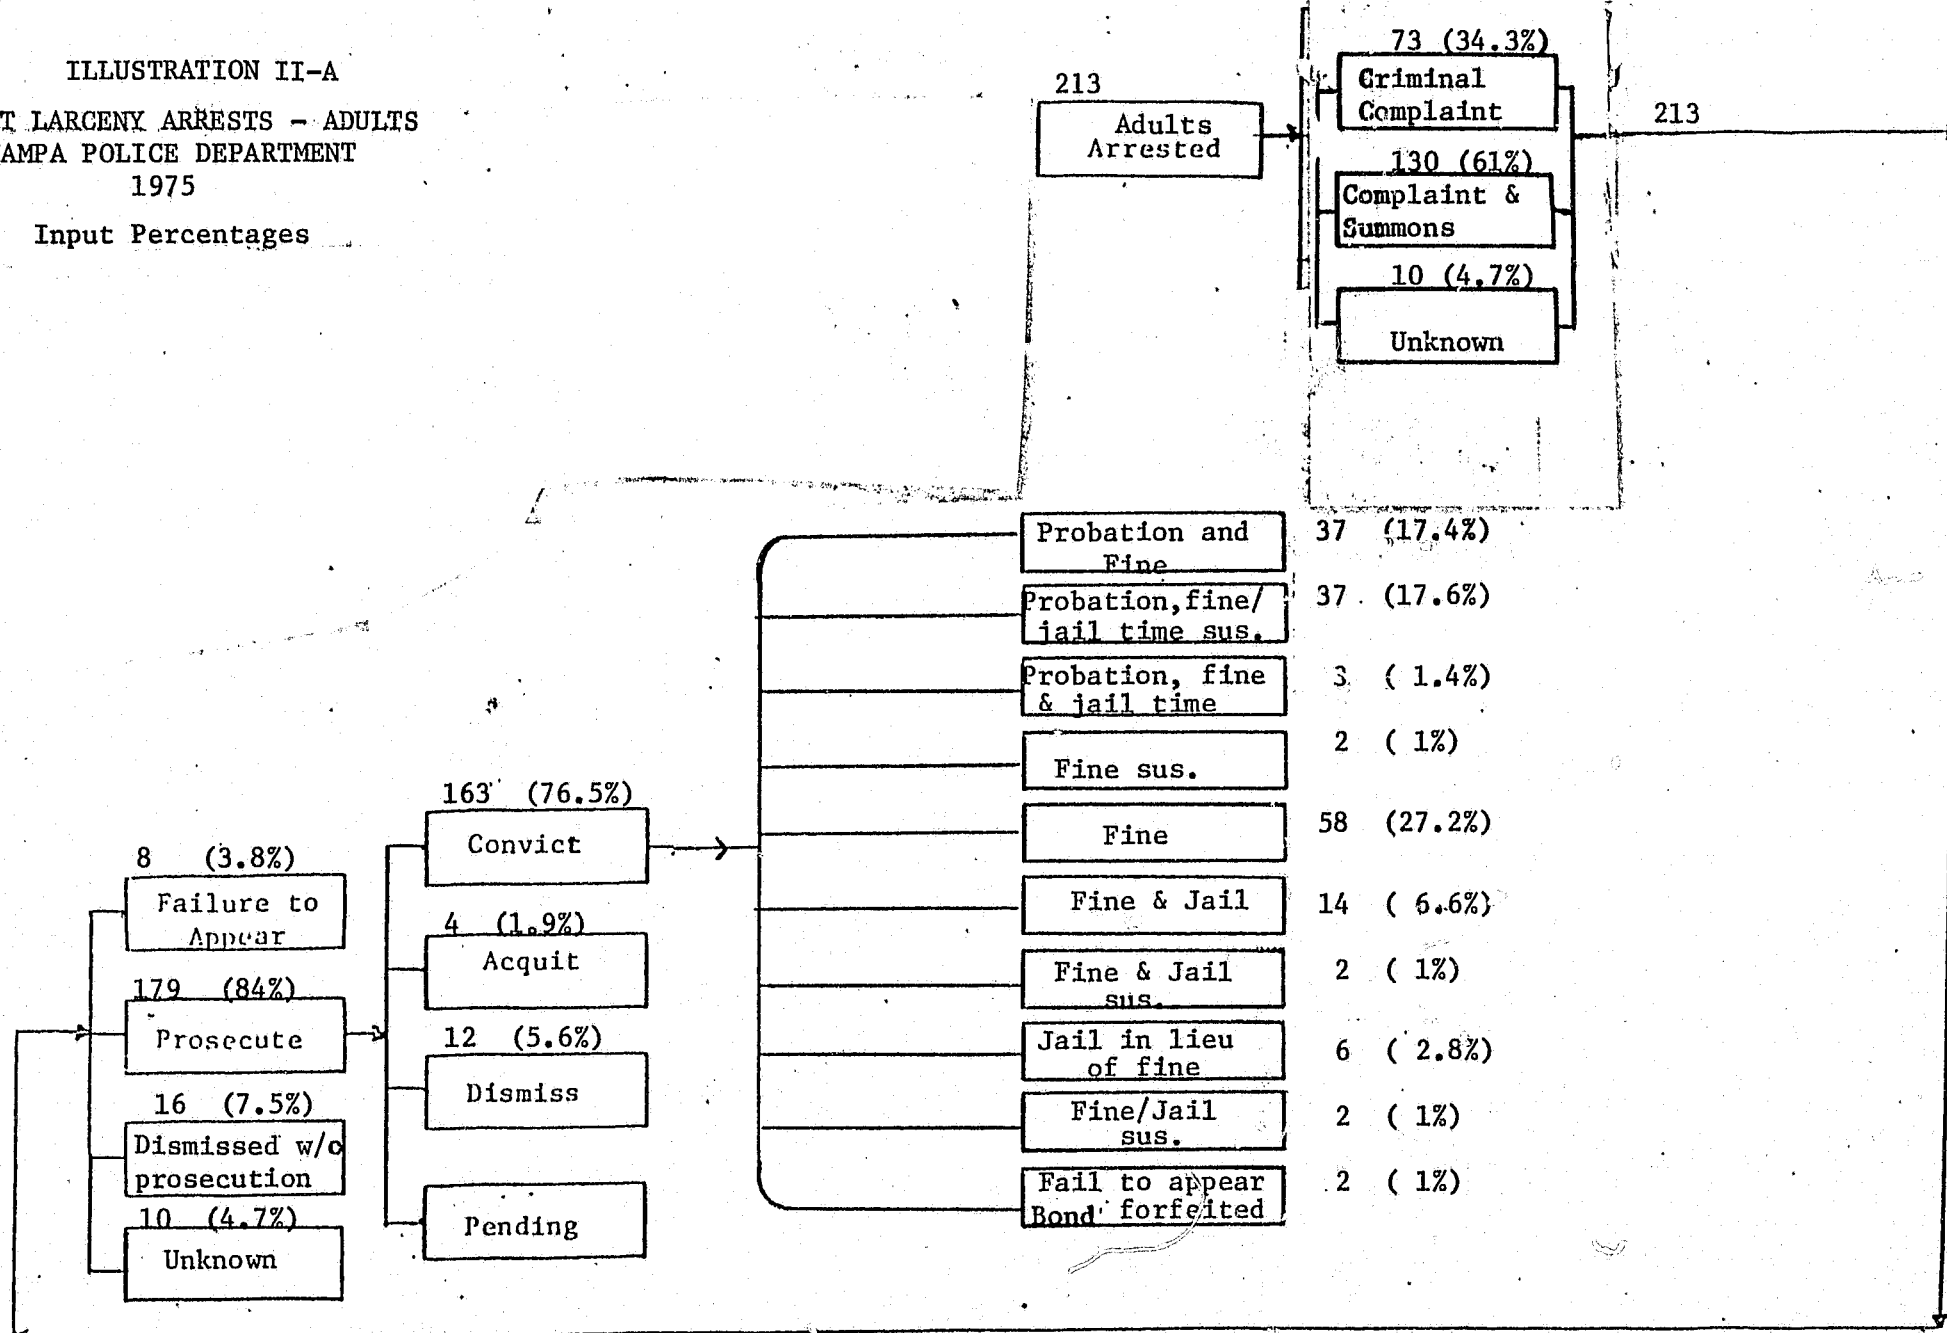 ILLUSTRATION II-A
T LARCENY ARRESTS - ADULTS
AMPA POLICE DEPARTMENT
1975
Input Percentages
213
Adults
Arrested
73 (34.3%)
Criminal
Complaint
130 (61%)
Complaint &
Summons
10 (4.7%)
Unknown
213
8 (3.8%)
Failure to
Appear
179 (84%)
Prosecute
16 (7.5%)
Dismissed w/o
prosecution
10 (4.7%)
Unknown
163 (76.5%)
Convict
4 (1.9%)
Acquit
12 (5.6%)
Dismiss
Pending
Probation and
Fine
37 (17.4%)
Probation,fine/
jail time sus.
37 (17.6%)
Probation, fine
& jail time
3 ( 1.4%)
Fine sus.
2 ( 1%)
Fine
58 (27.2%)
Fine & Jail
14 ( 6.6%)
Fine & Jail
sus.
2 ( 1%)
Jail in lieu
of fine
6 ( 2.8%)
Fine/Jail
sus.
2 ( 1%)
Fail to appear
Bond forfeited
2 ( 1%)